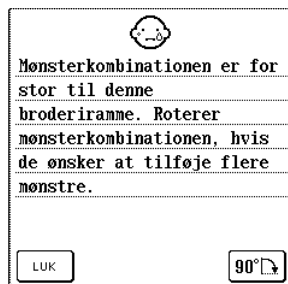 Mønsterkombinationen er for
stor til denne
broderiramme. Roterer
mønsterkombinationen, hvis
de ønsker at tilføje flere
mønstre.
LUK
90°